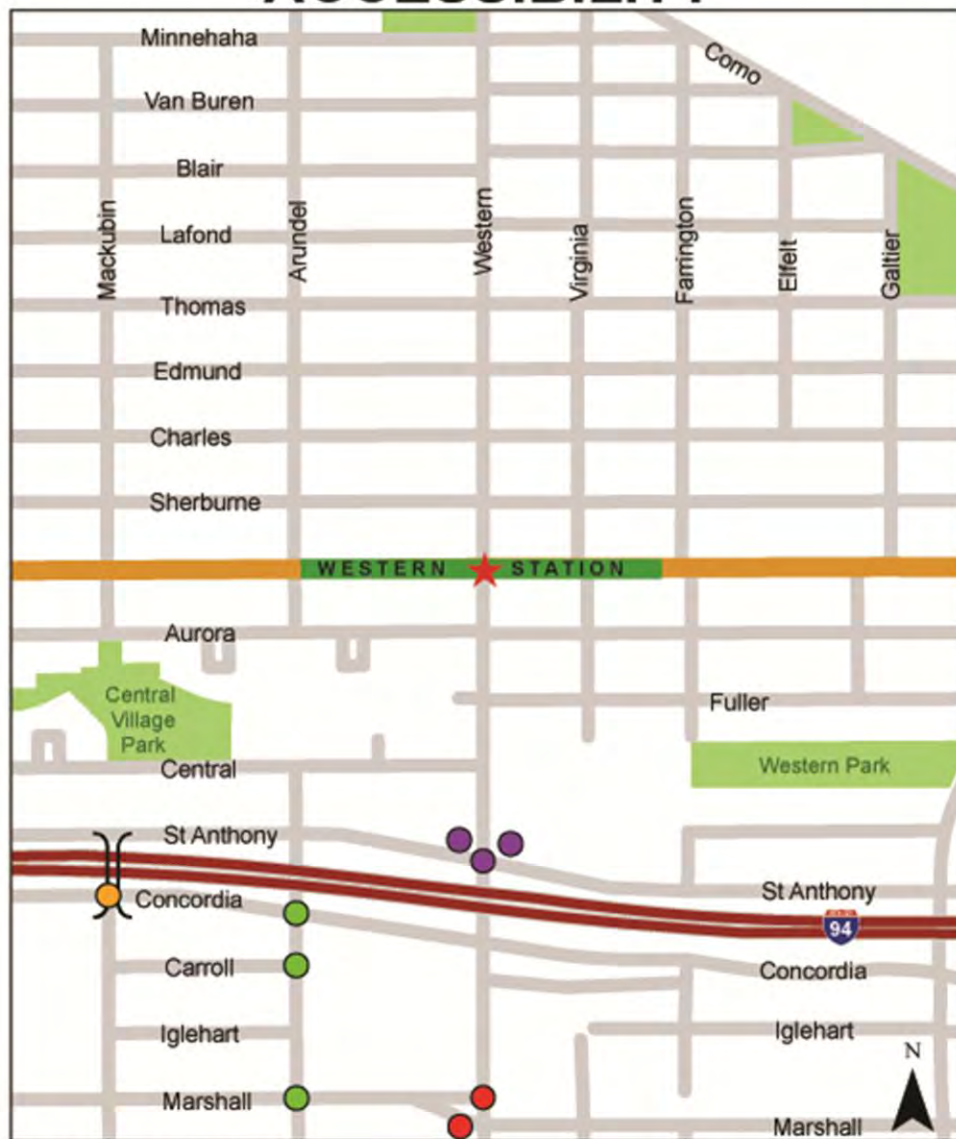 Minnehaha
Como
Van Buren
Blair
Mackubin
Arundel
Western
Lafond
Virginia
Farrington
Elfelt
Galtier
Thomas
Edmund
Charles
Sherburne
WESTERN STATION
Aurora
Central
Village
Park
Fuller
Central
Western Park
St Anthony
St Anthony
Concordia
94
Carroll
Concordia
Iglehart
Iglehart
N
Marshall
Marshall